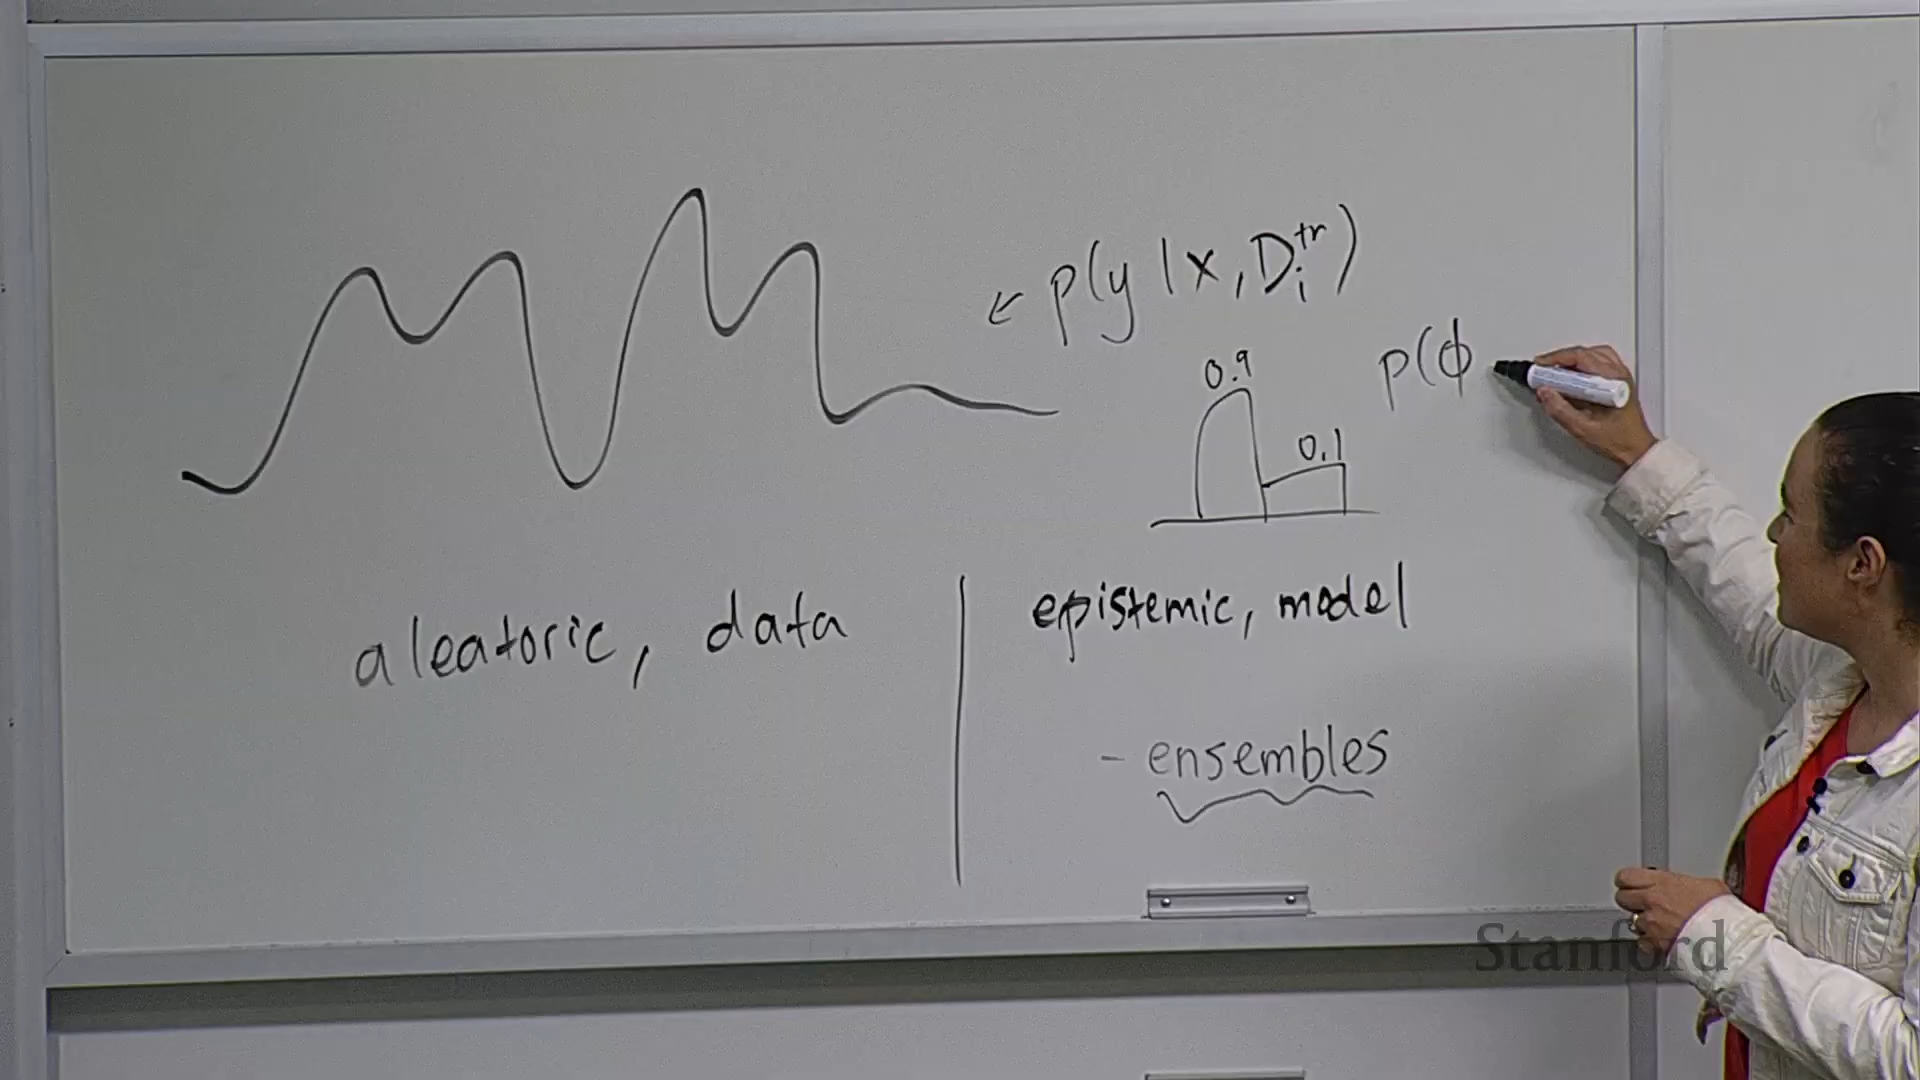 ← p(y | x, D_i^tr)
p(ϕ
0.9
0.1
aleatoric, data
epistemic, model
- ensembles
Stanford